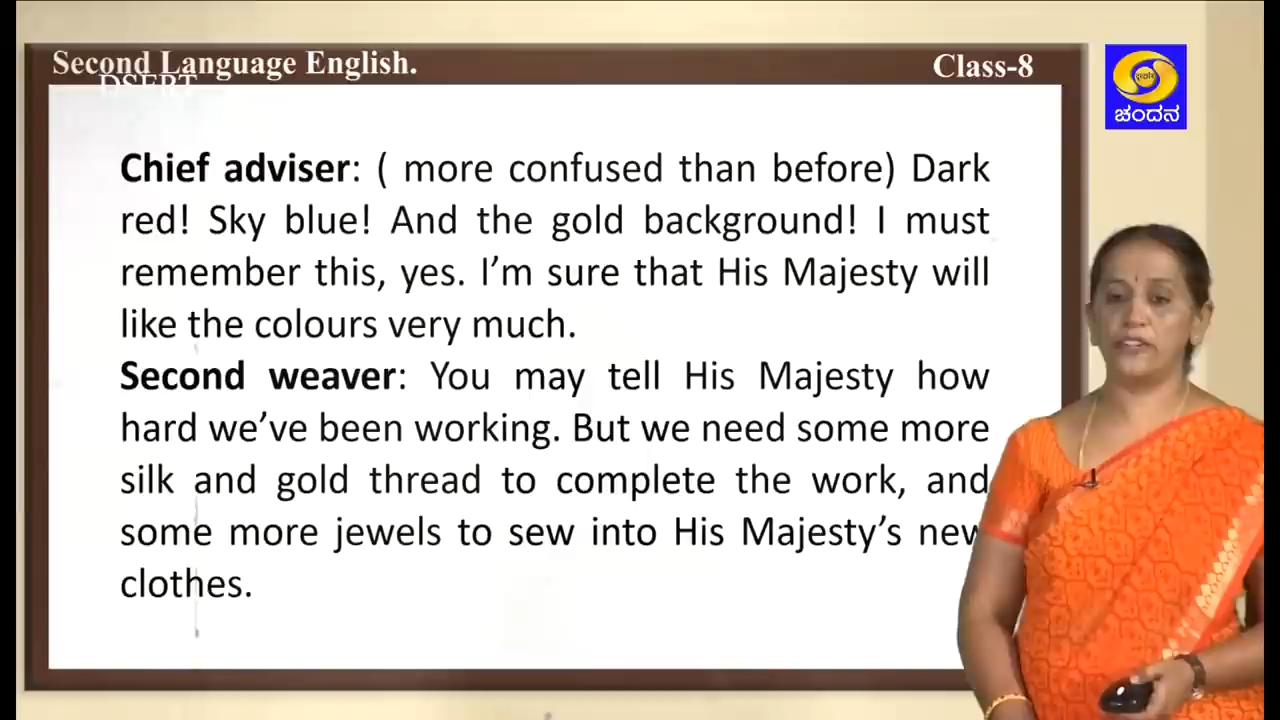 Second Language English.
Class-8
DSERT
ಚಂದನ
Chief adviser: ( more confused than before) Dark
red! Sky blue! And the gold background! I must
remember this, yes. I’m sure that His Majesty will
like the colours very much.
Second weaver: You may tell His Majesty how
hard we’ve been working. But we need some more
silk and gold thread to complete the work, and
some more jewels to sew into His Majesty’s new
clothes.